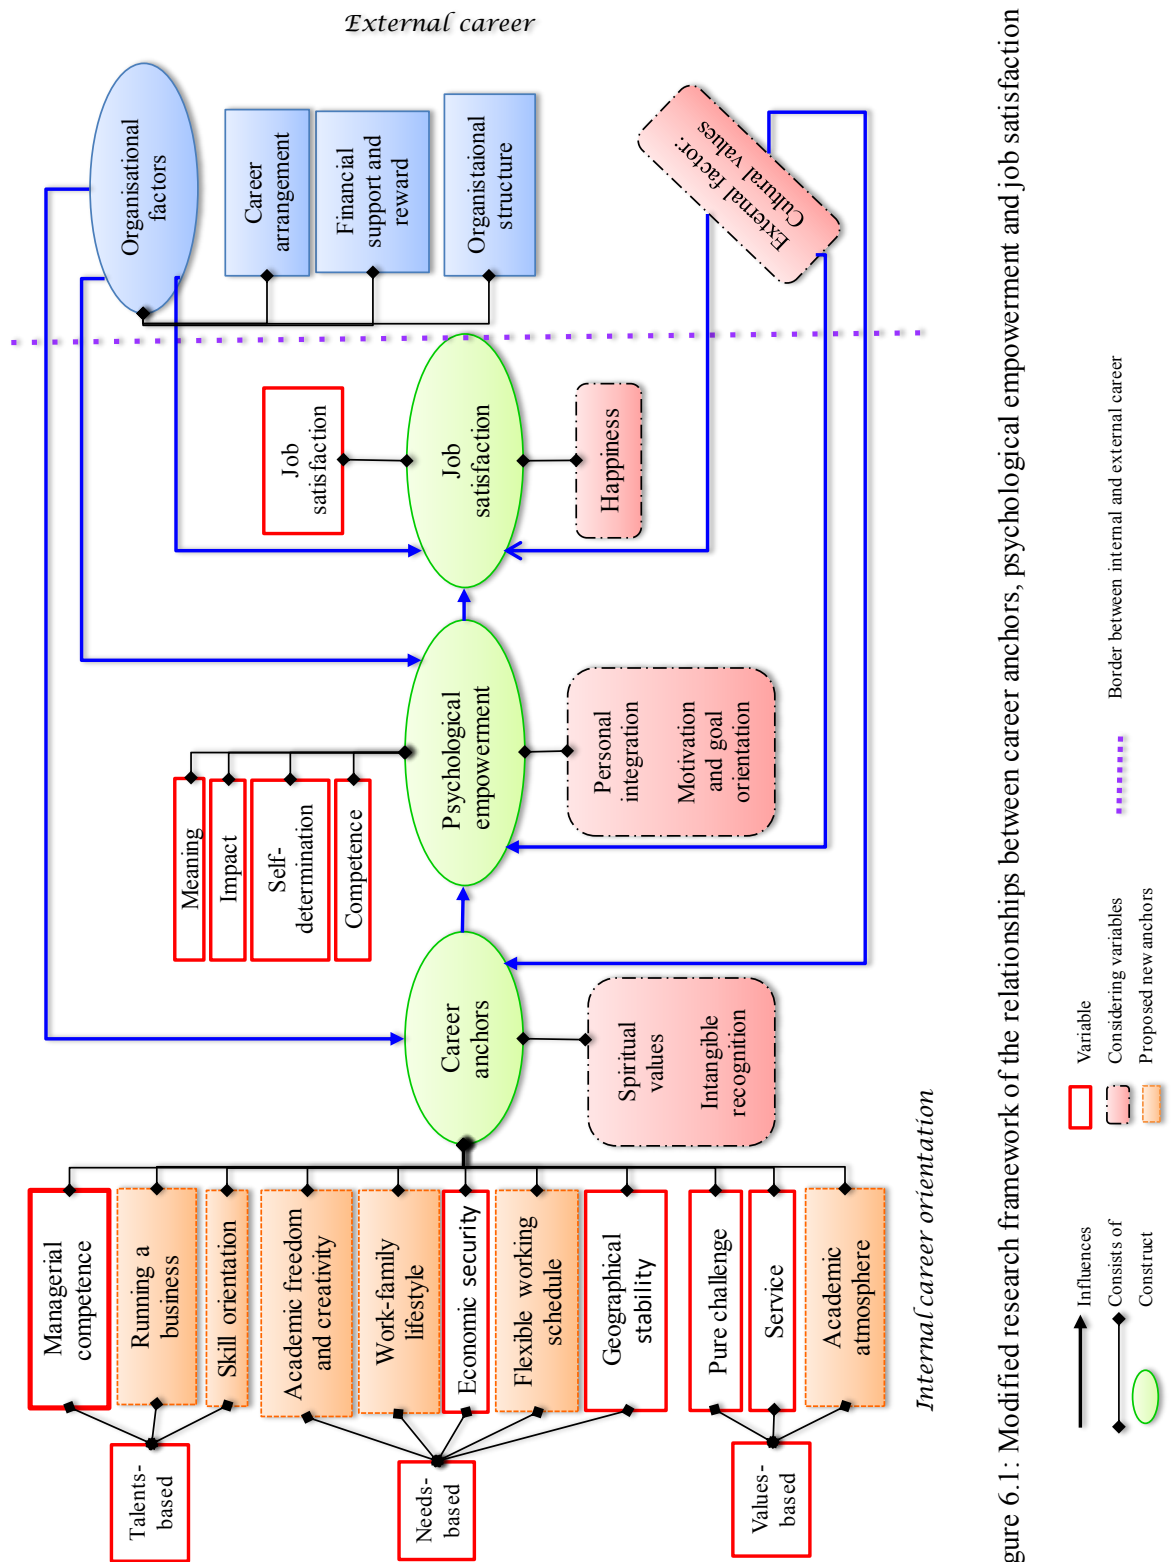 External career
Organisational
factors
Career
arrangement
Financial
support and
reward
Organistaional
structure
External factor:
Cultural values
Job
satisfaction
Job
satisfaction
Happiness
Meaning
Impact
Self-
determination
Competence
Psychological
empowerment
Personal
integration
Motivation
and goal
orientation
Career
anchors
Spiritual
values
Intangible
recognition
Managerial
competence
Running a
business
Skill orientation
Academic freedom
and creativity
Work-family
lifestyle
Economic security
Flexible working
schedule
Geographical
stability
Pure challenge
Service
Academic
atmosphere
Talents-
based
Needs-
based
Values-
based
Internal career orientation
gure 6.1: Modified research framework of the relationships between career anchors, psychological empowerment and job satisfaction
Influences
Consists of
Construct
Variable
Considering variables
Proposed new anchors
Border between internal and external career